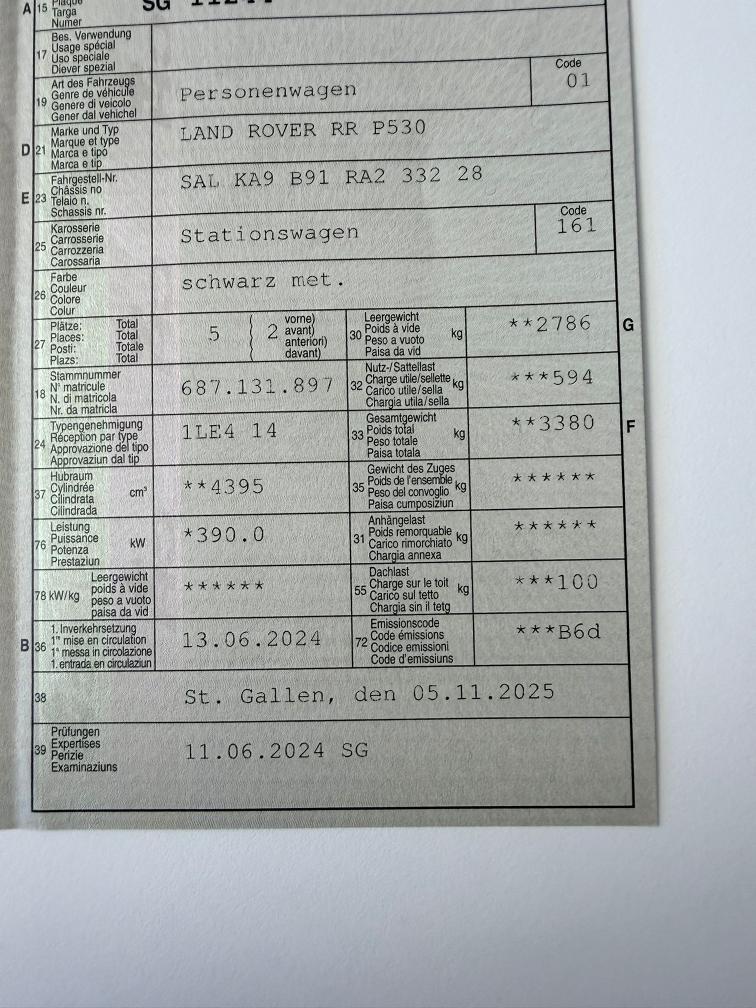 A 15 Plaque SG
Targa
Numer
17 Bes. Verwendung
Usage spécial
Uso speciale
Diever spezial
19 Art des Fahrzeugs Personenwagen Code 01
Genre de véhicule
Genere di veicolo
Gener dal vehichel
D 21 Marke und Typ LAND ROVER RR P530
Marque et type
Marca e tipo
Marca e tip
E 23 Fahrgestell-Nr. SAL KA9 B91 RA2 332 28
Châssis no
Telaio n.
Schassis nr.
25 Karosserie Stationswagen Code 161
Carrosserie
Carrozzeria
Carossaria
26 Farbe schwarz met.
Couleur
Colore
Colur
27 Plätze: Total 5 2 vorne)
Places: Total avant)
Posti: Totale anteriori)
Plazs: Total davant)
30 Leergewicht kg **2786 G
Poids à vide
Peso a vuoto
Paisa da vid
18 Stammnummer 687.131.897
N° matricule
N. di matricola
Nr. da matricla
32 Nutz-/Sattellast kg ***594
Charge utile/sellette
Carico utile/sella
Chargia utila/sella
24 Typengenehmigung 1LE4 14
Réception par type
Approvazione del tipo
Approvaziun dal tip
33 Gesamtgewicht kg **3380 F
Poids total
Peso totale
Paisa totala
37 Hubraum cm³ **4395
Cylindrée
Cilindrata
Cilindrada
35 Gewicht des Zuges kg ******
Poids de l'ensemble
Peso del convoglio
Paisa cumposiziun
76 Leistung kW *390.0
Puissance
Potenza
Prestaziun
31 Anhängelast kg ******
Poids remorquable
Carico rimorchiato
Chargia annexa
78 kW/kg Leergewicht ******
poids à vide
peso a vuoto
paisa da vid
55 Dachlast kg ***100
Charge sur le toit
Carico sul tetto
Chargia sin il tetg
B 36 1. Inverkehrsetzung 13.06.2024
1re mise en circulation
1a messa in circolazione
1. entrada en circulaziun
72 Emissionscode ***B6d
Code émissions
Codice emissioni
Code d'emissiuns
38 St. Gallen, den 05.11.2025
39 Prüfungen 11.06.2024 SG
Expertises
Perizie
Examinaziuns